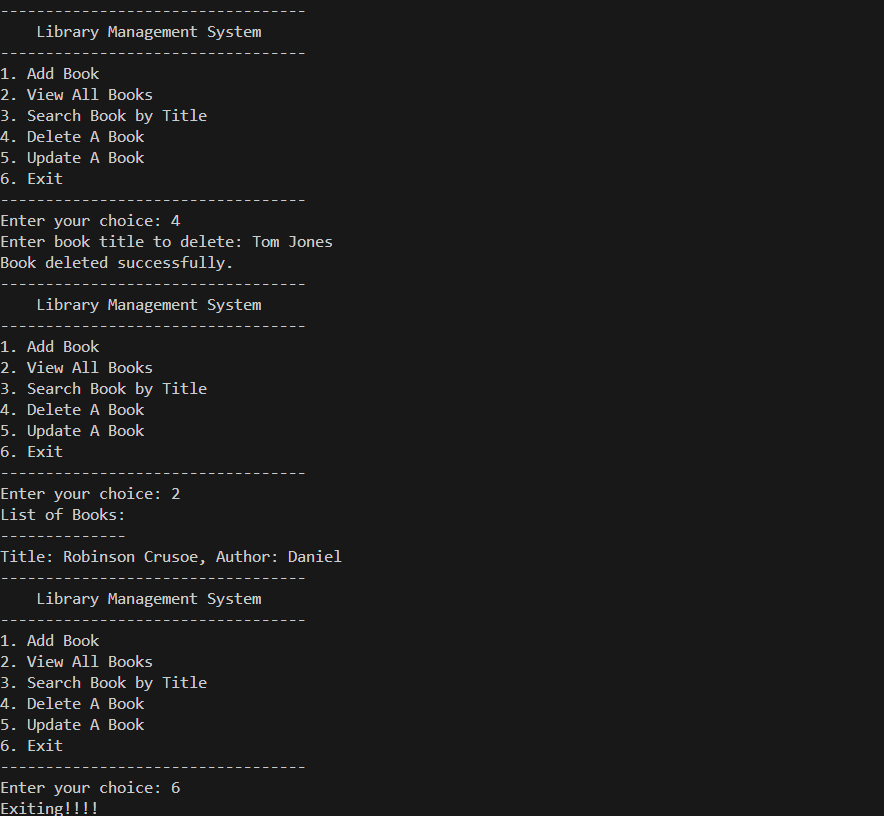 ----------------------------------
    Library Management System
----------------------------------
1. Add Book
2. View All Books
3. Search Book by Title
4. Delete A Book
5. Update A Book
6. Exit
----------------------------------
Enter your choice: 4
Enter book title to delete: Tom Jones
Book deleted successfully.
----------------------------------
    Library Management System
----------------------------------
1. Add Book
2. View All Books
3. Search Book by Title
4. Delete A Book
5. Update A Book
6. Exit
----------------------------------
Enter your choice: 2
List of Books:
--------------
Title: Robinson Crusoe, Author: Daniel
----------------------------------
    Library Management System
----------------------------------
1. Add Book
2. View All Books
3. Search Book by Title
4. Delete A Book
5. Update A Book
6. Exit
----------------------------------
Enter your choice: 6
Exiting!!!!